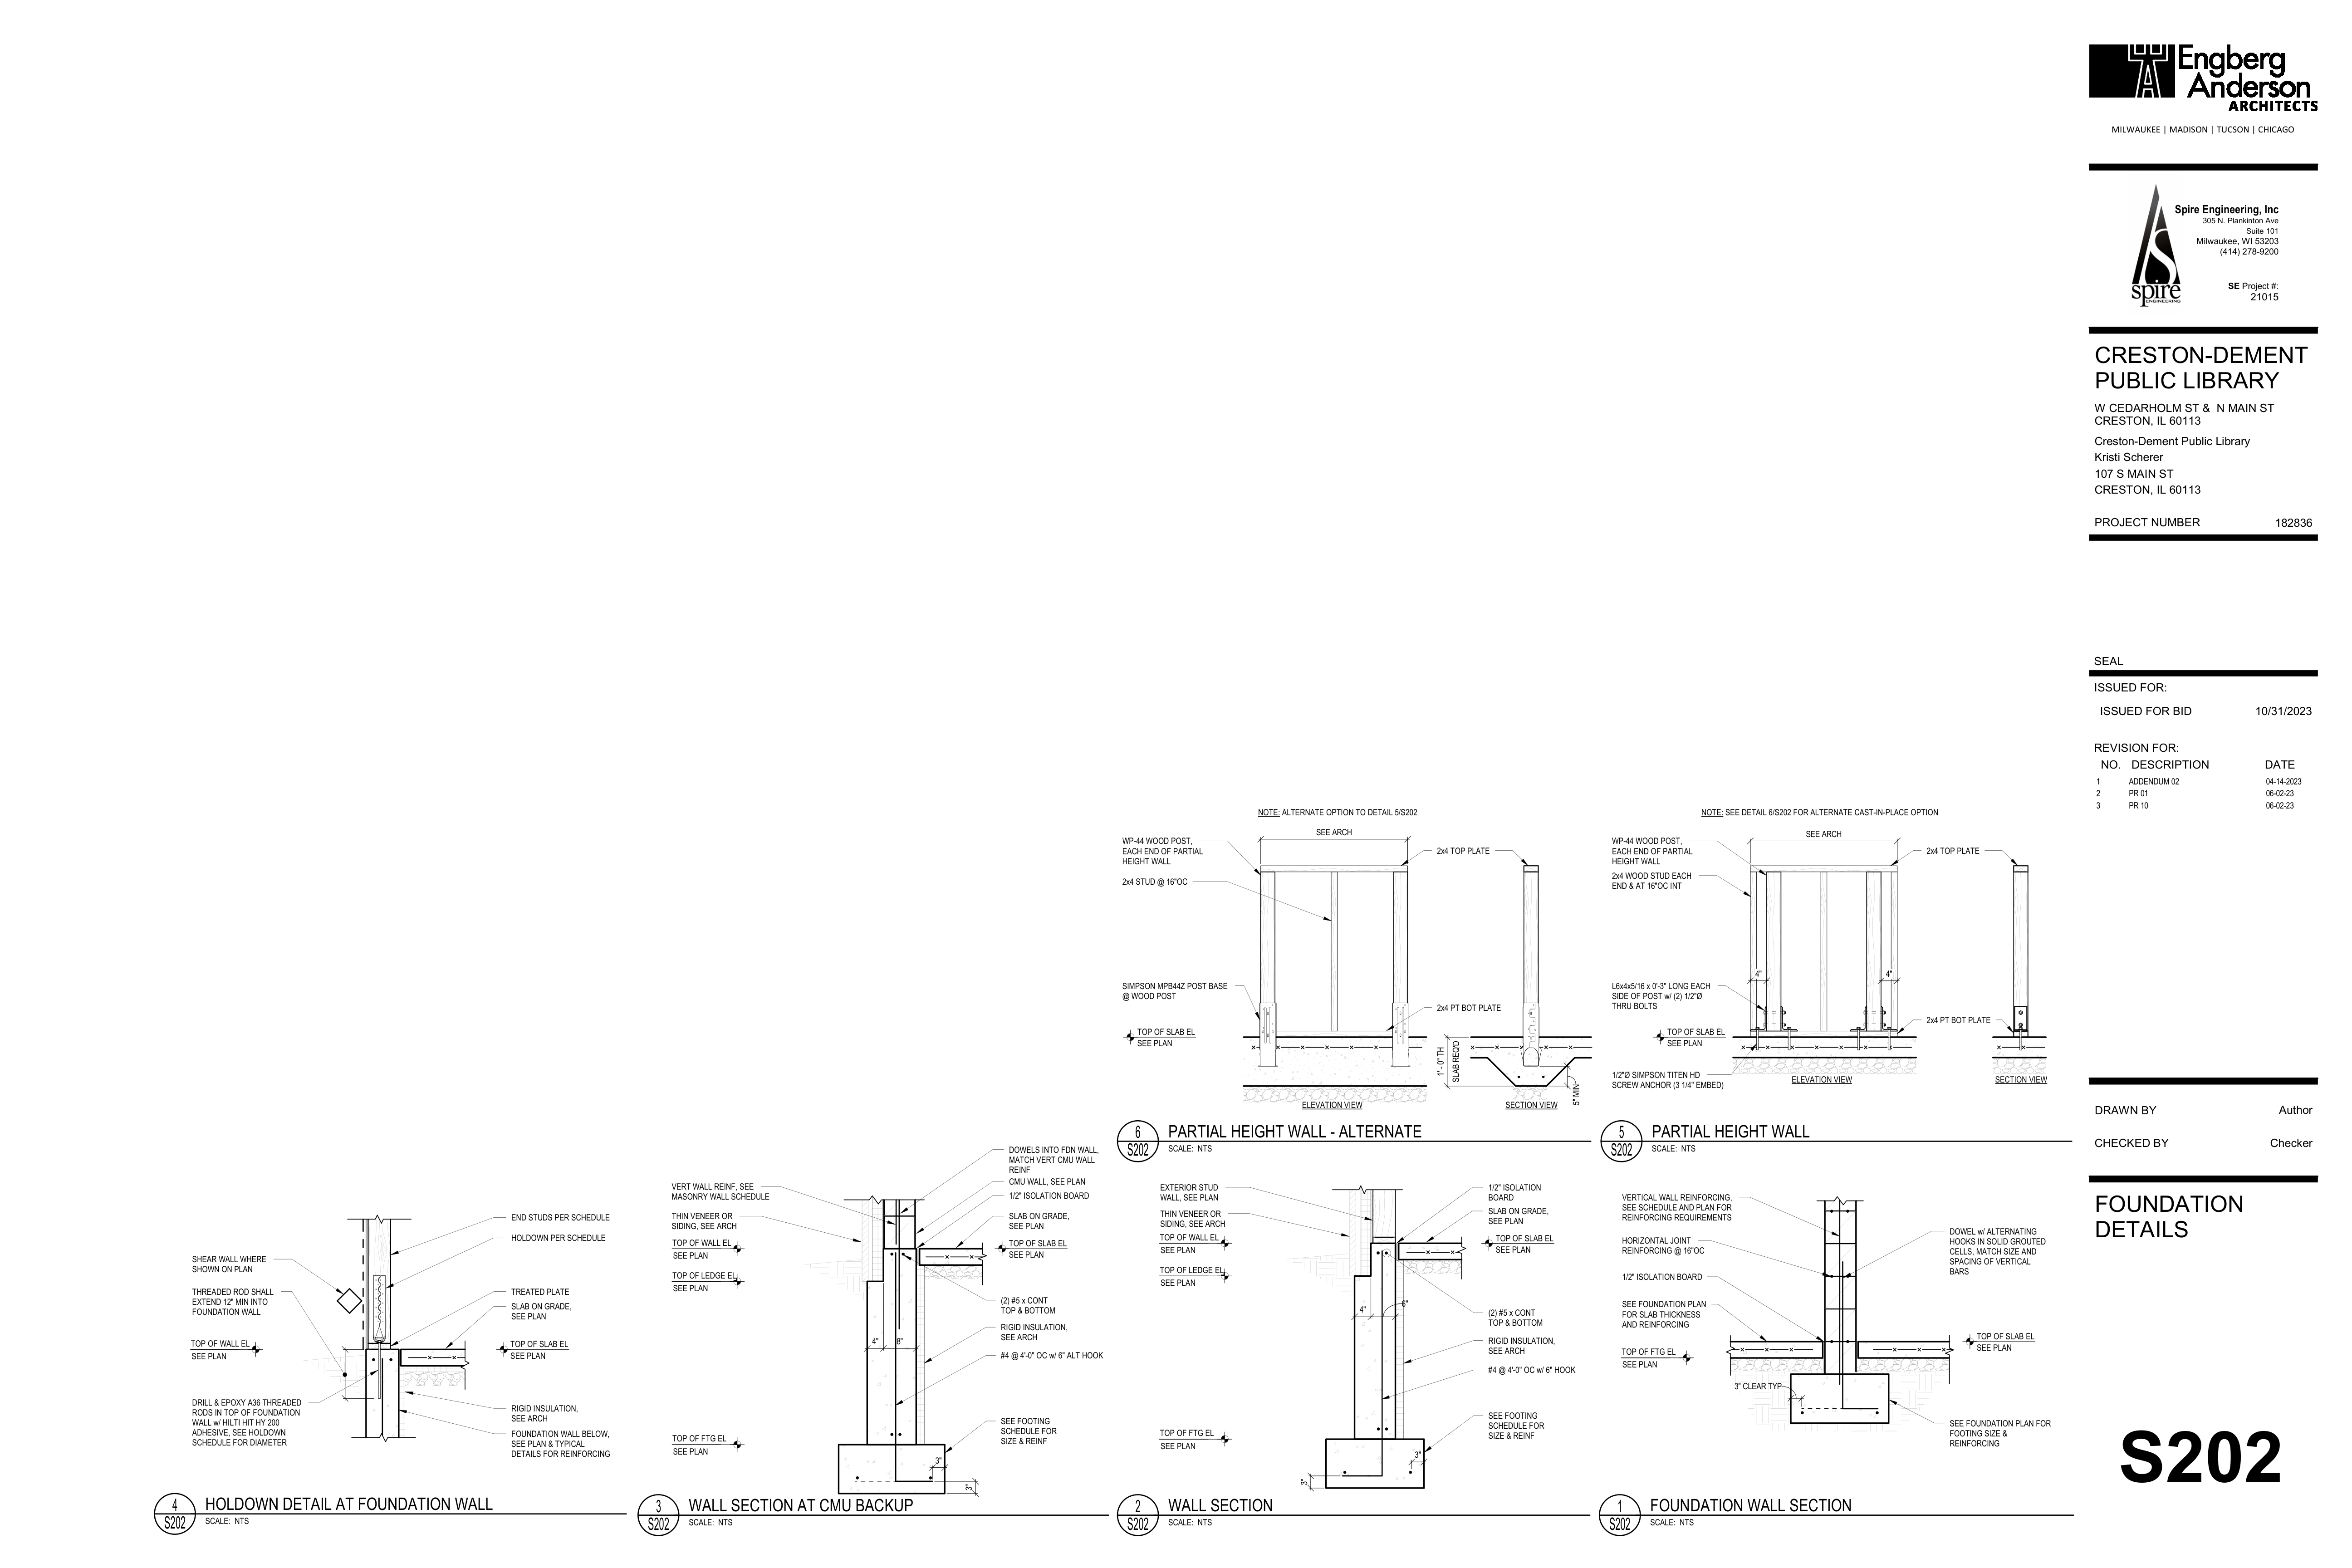 Engberg
Anderson
ARCHITECTS
MILWAUKEE | MADISON | TUCSON | CHICAGO
Spire Engineering, Inc
305 N. Plankinton Ave
Suite 101
Milwaukee, WI 53203
(414) 278-9200
SE Project #:
21015
spire
ENGINEERING
CRESTON-DEMENT
PUBLIC LIBRARY
W CEDARHOLM ST & N MAIN ST
CRESTON, IL 60113
Creston-Dement Public Library
Kristi Scherer
107 S MAIN ST
CRESTON, IL 60113
PROJECT NUMBER 182836
SEAL
ISSUED FOR:
ISSUED FOR BID 10/31/2023
REVISION FOR:
NO. DESCRIPTION DATE
1 ADDENDUM 02 04-14-2023
2 PR 01 06-02-23
3 PR 10 06-02-23
DRAWN BY Author
CHECKED BY Checker
FOUNDATION
DETAILS
S202
NOTE: ALTERNATE OPTION TO DETAIL 5/S202
SEE ARCH
WP-44 WOOD POST,
EACH END OF PARTIAL
HEIGHT WALL
2x4 STUD @ 16"OC
2x4 TOP PLATE
SIMPSON MPB44Z POST BASE
@ WOOD POST
2x4 PT BOT PLATE
TOP OF SLAB EL
SEE PLAN
1' - 0" TH
SLAB REQ'D
5" MIN
ELEVATION VIEW
SECTION VIEW
6
S202
PARTIAL HEIGHT WALL - ALTERNATE
SCALE: NTS
NOTE: SEE DETAIL 6/S202 FOR ALTERNATE CAST-IN-PLACE OPTION
SEE ARCH
WP-44 WOOD POST,
EACH END OF PARTIAL
HEIGHT WALL
2x4 WOOD STUD EACH
END & AT 16"OC INT
2x4 TOP PLATE
4"
4"
L6x4x5/16 x 0'-3" LONG EACH
SIDE OF POST w/ (2) 1/2"Ø
THRU BOLTS
2x4 PT BOT PLATE
TOP OF SLAB EL
SEE PLAN
1/2"Ø SIMPSON TITEN HD
SCREW ANCHOR (3 1/4" EMBED)
ELEVATION VIEW
SECTION VIEW
5
S202
PARTIAL HEIGHT WALL
SCALE: NTS
END STUDS PER SCHEDULE
HOLDOWN PER SCHEDULE
SHEAR WALL WHERE
SHOWN ON PLAN
THREADED ROD SHALL
EXTEND 12" MIN INTO
FOUNDATION WALL
TREATED PLATE
SLAB ON GRADE,
SEE PLAN
TOP OF WALL EL
SEE PLAN
TOP OF SLAB EL
SEE PLAN
DRILL & EPOXY A36 THREADED
RODS IN TOP OF FOUNDATION
WALL w/ HILTI HIT HY 200
ADHESIVE, SEE HOLDOWN
SCHEDULE FOR DIAMETER
RIGID INSULATION,
SEE ARCH
FOUNDATION WALL BELOW,
SEE PLAN & TYPICAL
DETAILS FOR REINFORCING
4
S202
HOLDOWN DETAIL AT FOUNDATION WALL
SCALE: NTS
DOWELS INTO FDN WALL,
MATCH VERT CMU WALL
REINF
CMU WALL, SEE PLAN
1/2" ISOLATION BOARD
VERT WALL REINF, SEE
MASONRY WALL SCHEDULE
THIN VENEER OR
SIDING, SEE ARCH
SLAB ON GRADE,
SEE PLAN
TOP OF WALL EL
SEE PLAN
TOP OF SLAB EL
SEE PLAN
TOP OF LEDGE EL
SEE PLAN
(2) #5 x CONT
TOP & BOTTOM
RIGID INSULATION,
SEE ARCH
4"
8"
#4 @ 4'-0" OC w/ 6" ALT HOOK
SEE FOOTING
SCHEDULE FOR
SIZE & REINF
TOP OF FTG EL
SEE PLAN
3"
3"
3
S202
WALL SECTION AT CMU BACKUP
SCALE: NTS
EXTERIOR STUD
WALL, SEE PLAN
1/2" ISOLATION
BOARD
THIN VENEER OR
SIDING, SEE ARCH
SLAB ON GRADE,
SEE PLAN
TOP OF WALL EL
SEE PLAN
TOP OF SLAB EL
SEE PLAN
TOP OF LEDGE EL
SEE PLAN
4"
6"
(2) #5 x CONT
TOP & BOTTOM
RIGID INSULATION,
SEE ARCH
#4 @ 4'-0" OC w/ 6" HOOK
SEE FOOTING
SCHEDULE FOR
SIZE & REINF
TOP OF FTG EL
SEE PLAN
3"
3"
2
S202
WALL SECTION
SCALE: NTS
VERTICAL WALL REINFORCING,
SEE SCHEDULE AND PLAN FOR
REINFORCING REQUIREMENTS
HORIZONTAL JOINT
REINFORCING @ 16"OC
DOWEL w/ ALTERNATING
HOOKS IN SOLID GROUTED
CELLS, MATCH SIZE AND
SPACING OF VERTICAL
BARS
1/2" ISOLATION BOARD
SEE FOUNDATION PLAN
FOR SLAB THICKNESS
AND REINFORCING
TOP OF SLAB EL
SEE PLAN
TOP OF FTG EL
SEE PLAN
3" CLEAR TYP
SEE FOUNDATION PLAN FOR
FOOTING SIZE &
REINFORCING
1
S202
FOUNDATION WALL SECTION
SCALE: NTS